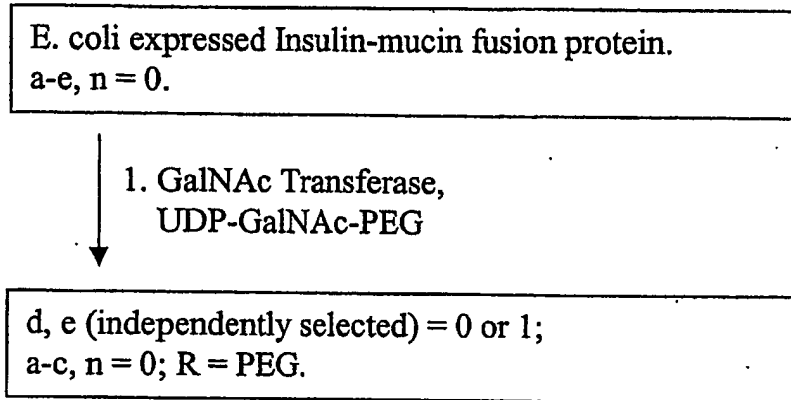 E. coli expressed Insulin-mucin fusion protein.
a-e, n = 0.
1. GalNAc Transferase,
UDP-GalNAc-PEG
d, e (independently selected) = 0 or 1;
a-c, n = 0; R = PEG.